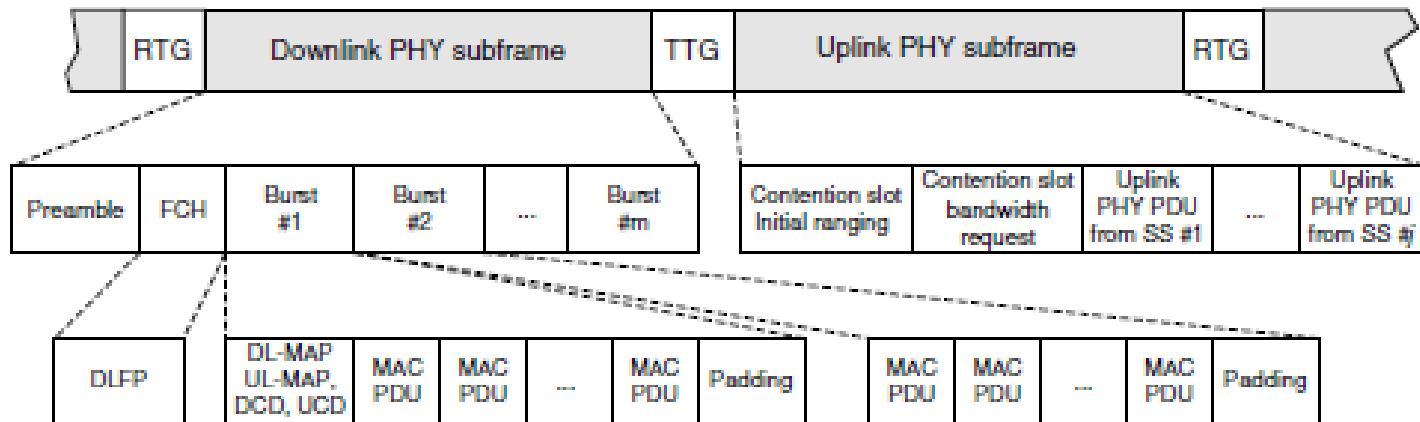 RTG Downlink PHY subframe TTG Uplink PHY subframe RTG
Preamble FCH Burst #1 Burst #2 ... Burst #m
Contention slot Initial ranging
Contention slot bandwidth request
Uplink PHY PDU from SS #1
...
Uplink PHY PDU from SS #j
DLFP
DL-MAP
UL-MAP,
DCD, UCD
MAC PDU
MAC PDU
...
MAC PDU
Padding
MAC PDU
MAC PDU
...
MAC PDU
Padding